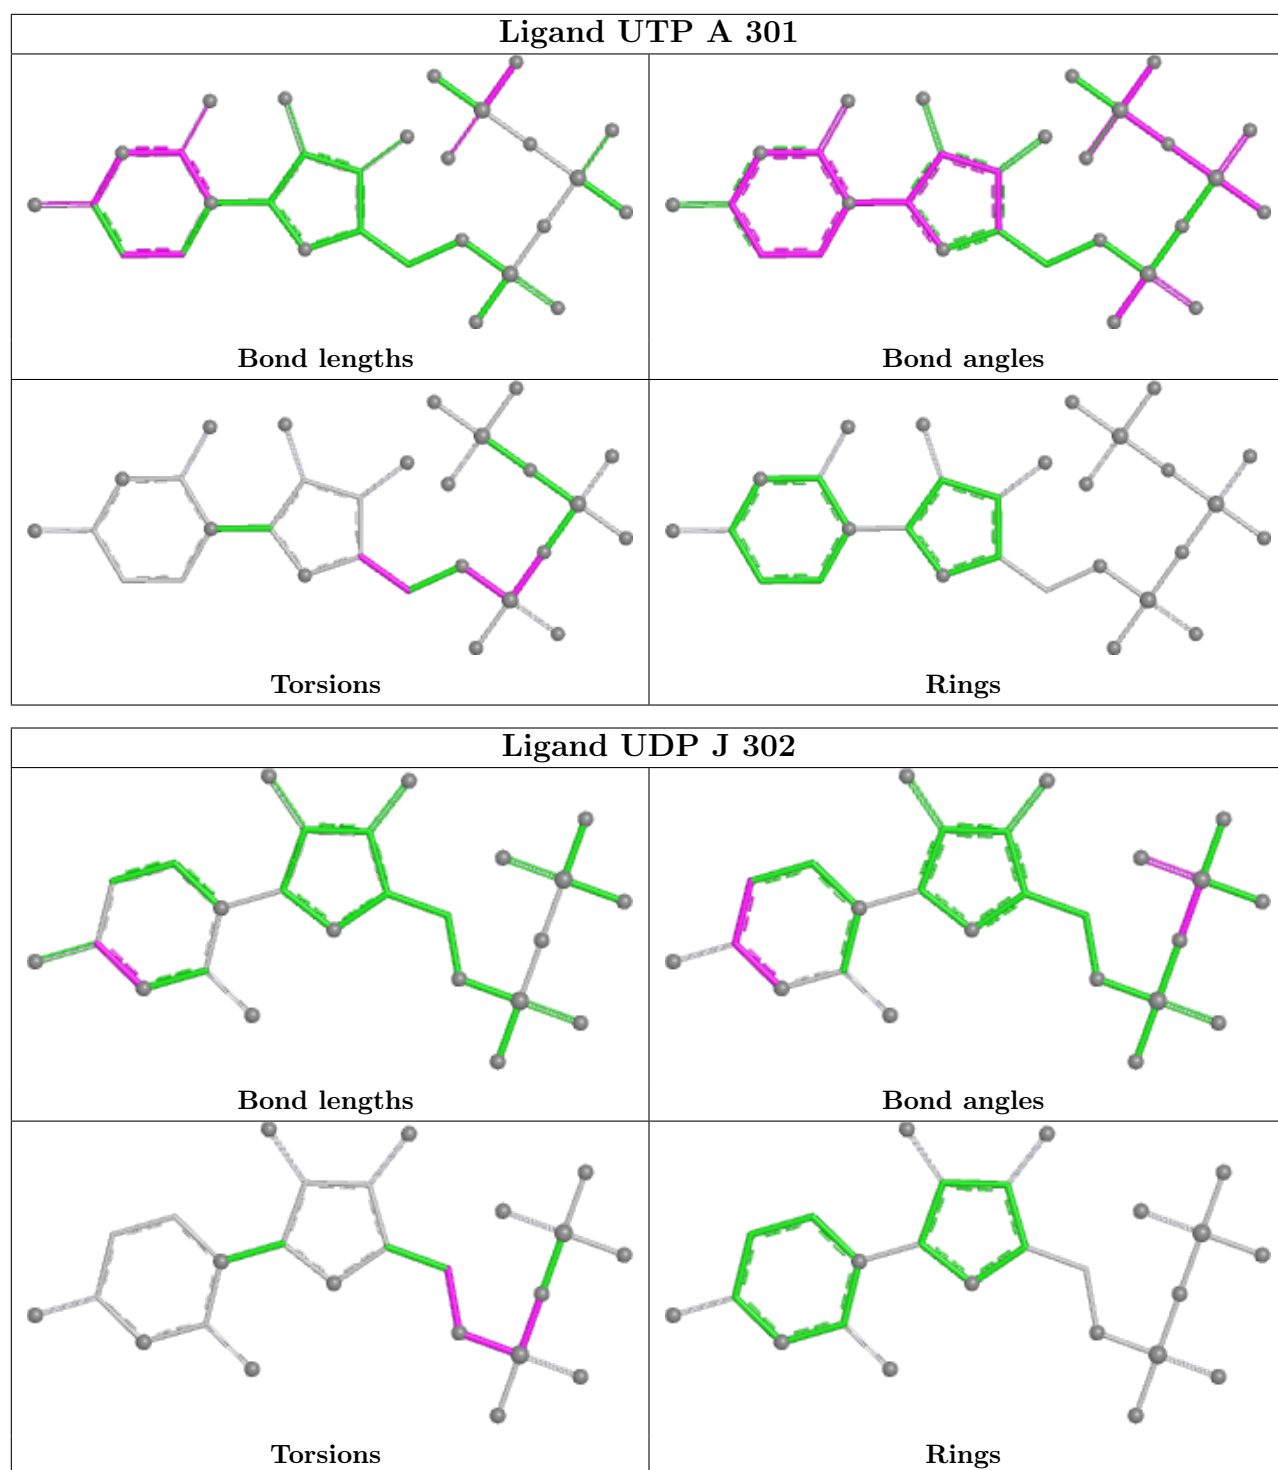 Ligand UTP A 301
Bond lengths
Bond angles
Torsions
Rings
Ligand UDP J 302
Bond lengths
Bond angles
Torsions
Rings